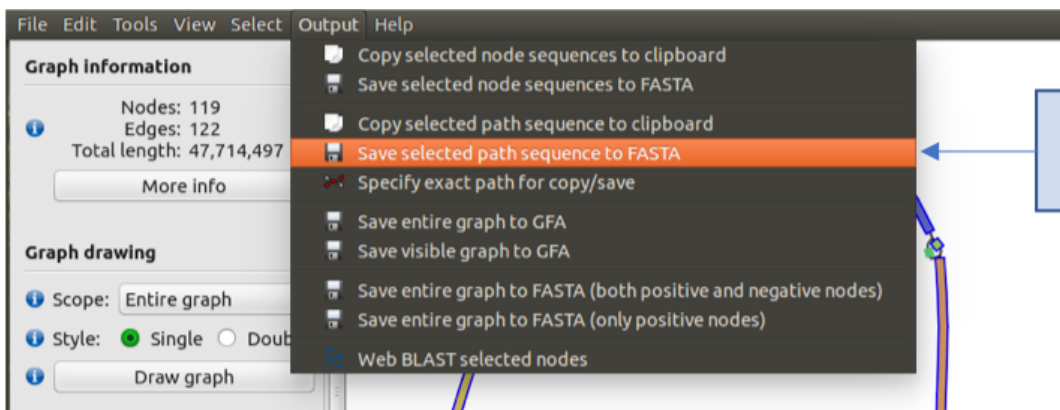 File Edit Tools View Select Output Help
Graph information
Nodes: 119
Edges: 122
Total length: 47,714,497
More info
Graph drawing
Scope: Entire graph
Style: Single Doub
Draw graph
Copy selected node sequences to clipboard
Save selected node sequences to FASTA
Copy selected path sequence to clipboard
Save selected path sequence to FASTA
Specify exact path for copy/save
Save entire graph to GFA
Save visible graph to GFA
Save entire graph to FASTA (both positive and negative nodes)
Save entire graph to FASTA (only positive nodes)
Web BLAST selected nodes